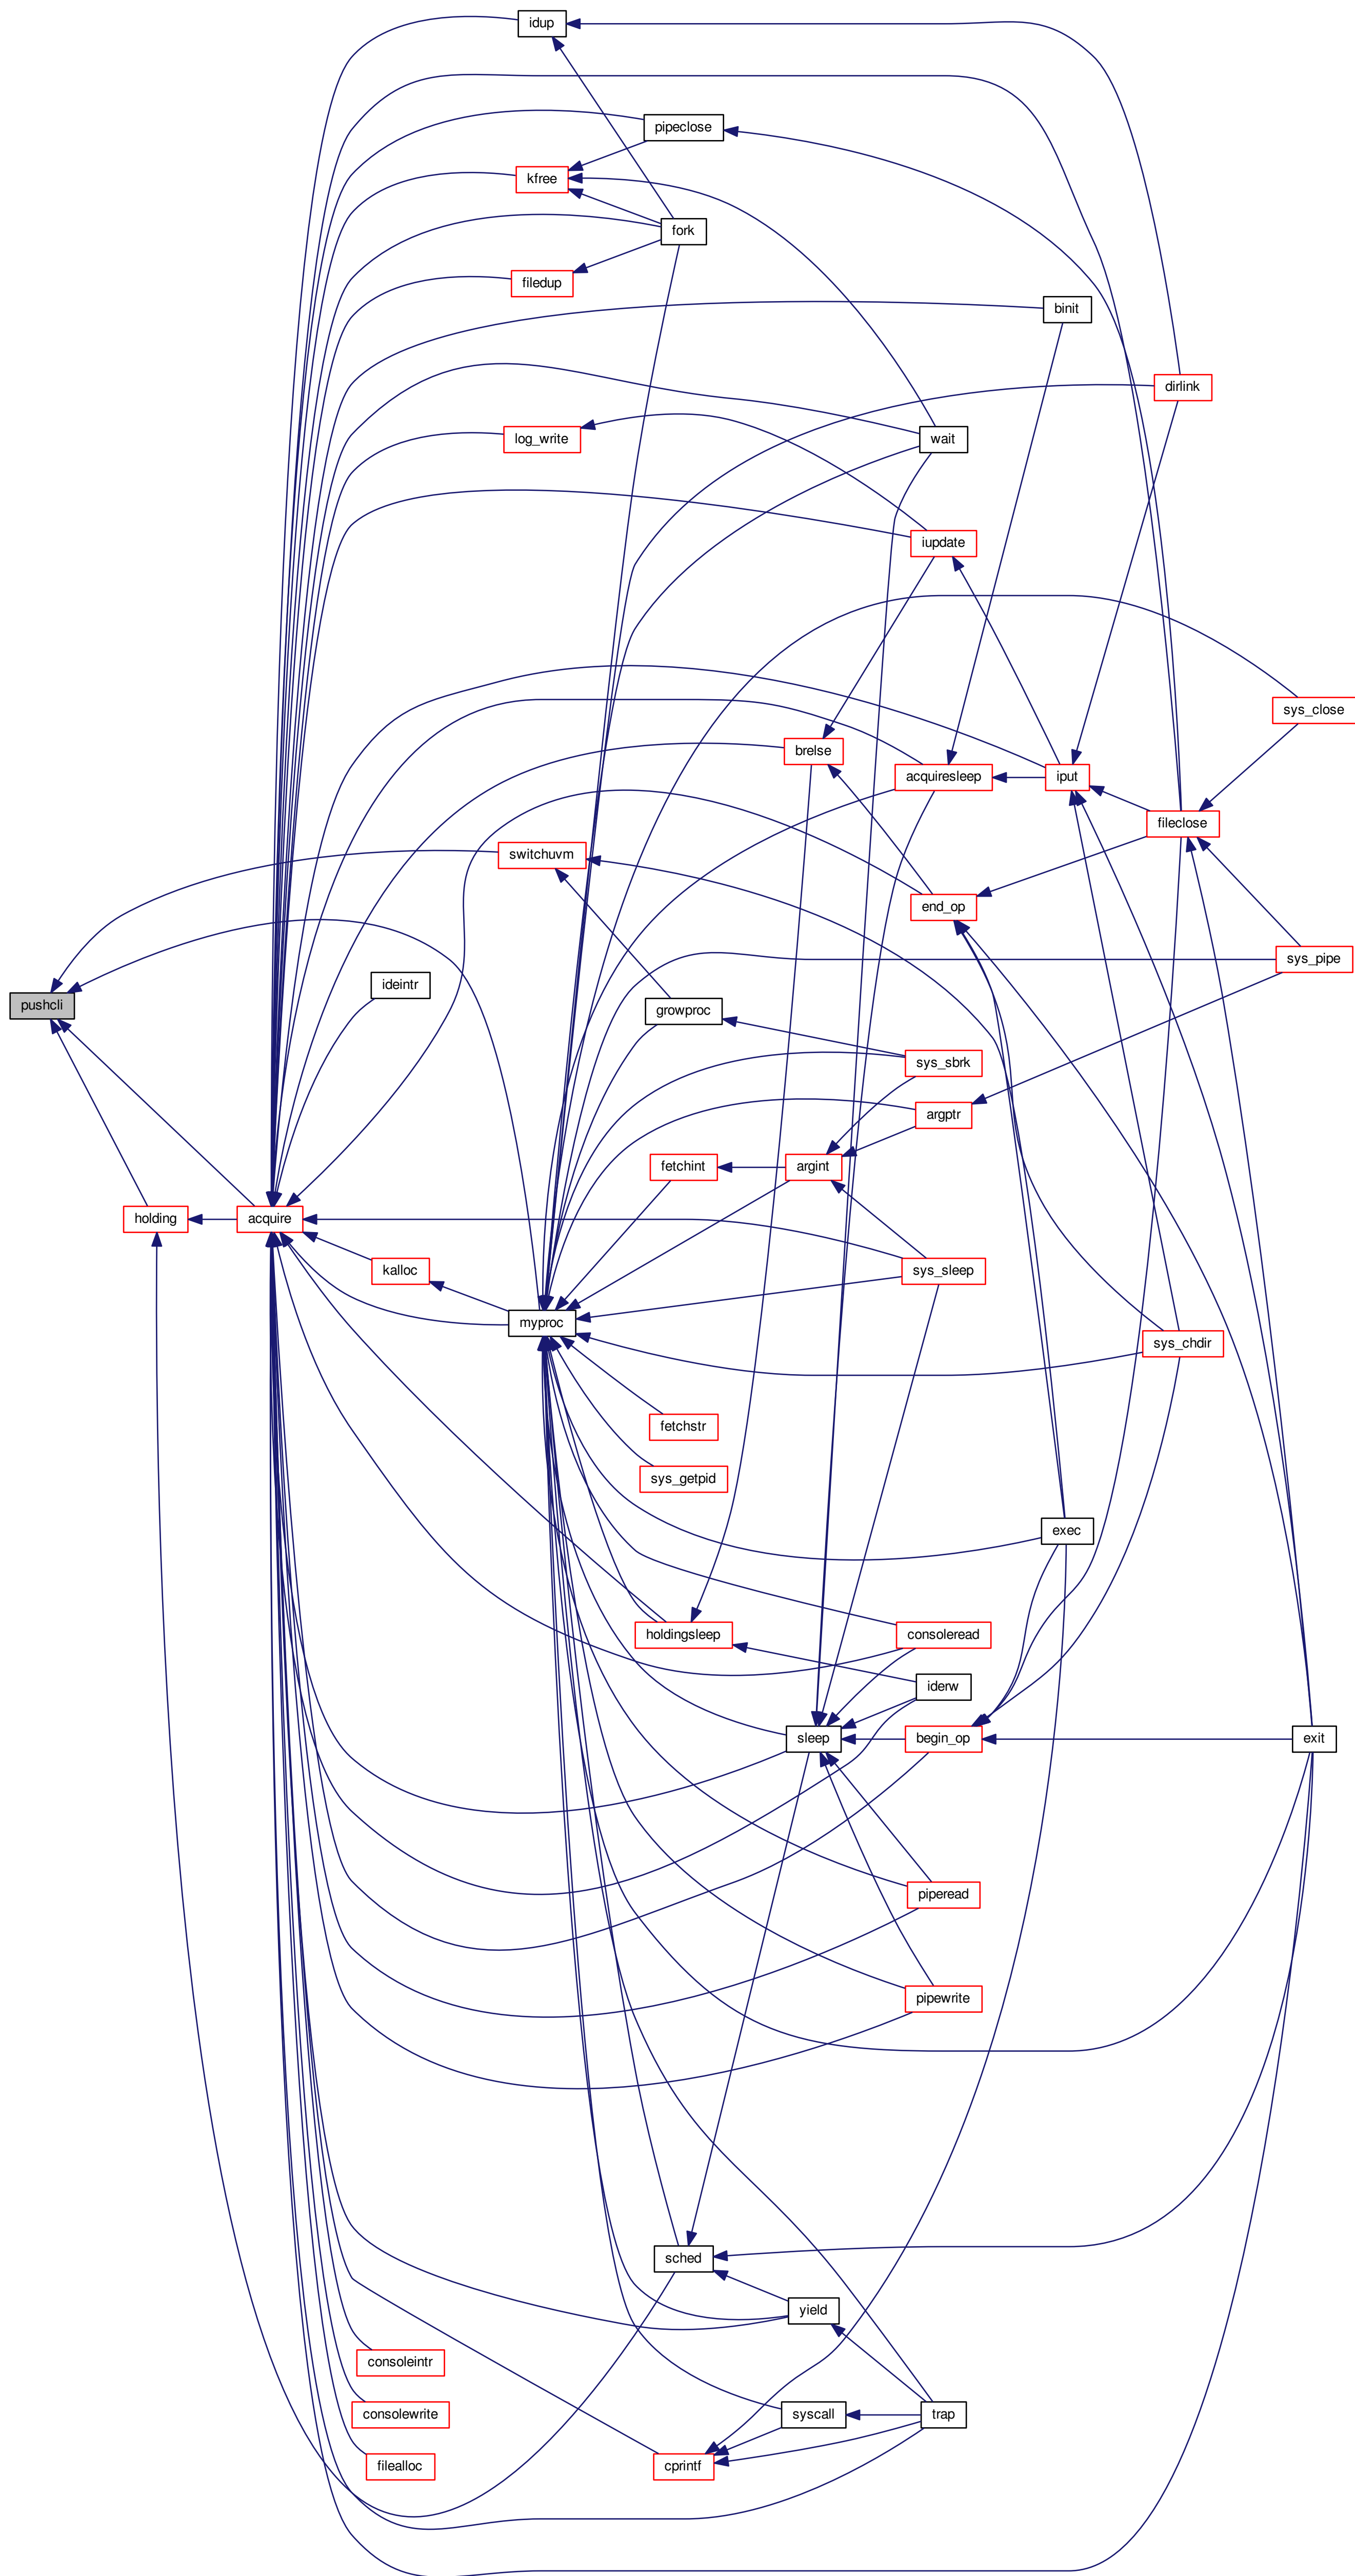 idup
pipeclose
kfree
fork
filedup
binit
dirlink
log_write
wait
iupdate
sys_close
brelse
acquiresleep
iput
fileclose
switchuvm
end_op
sys_pipe
ideintr
pushcli
growproc
sys_sbrk
argptr
fetchint
argint
holding
acquire
kalloc
sys_sleep
myproc
sys_chdir
fetchstr
sys_getpid
exec
holdingsleep
consoleread
iderw
sleep
begin_op
exit
piperead
pipewrite
sched
yield
consoleintr
consolewrite
syscall
trap
filealloc
cprintf